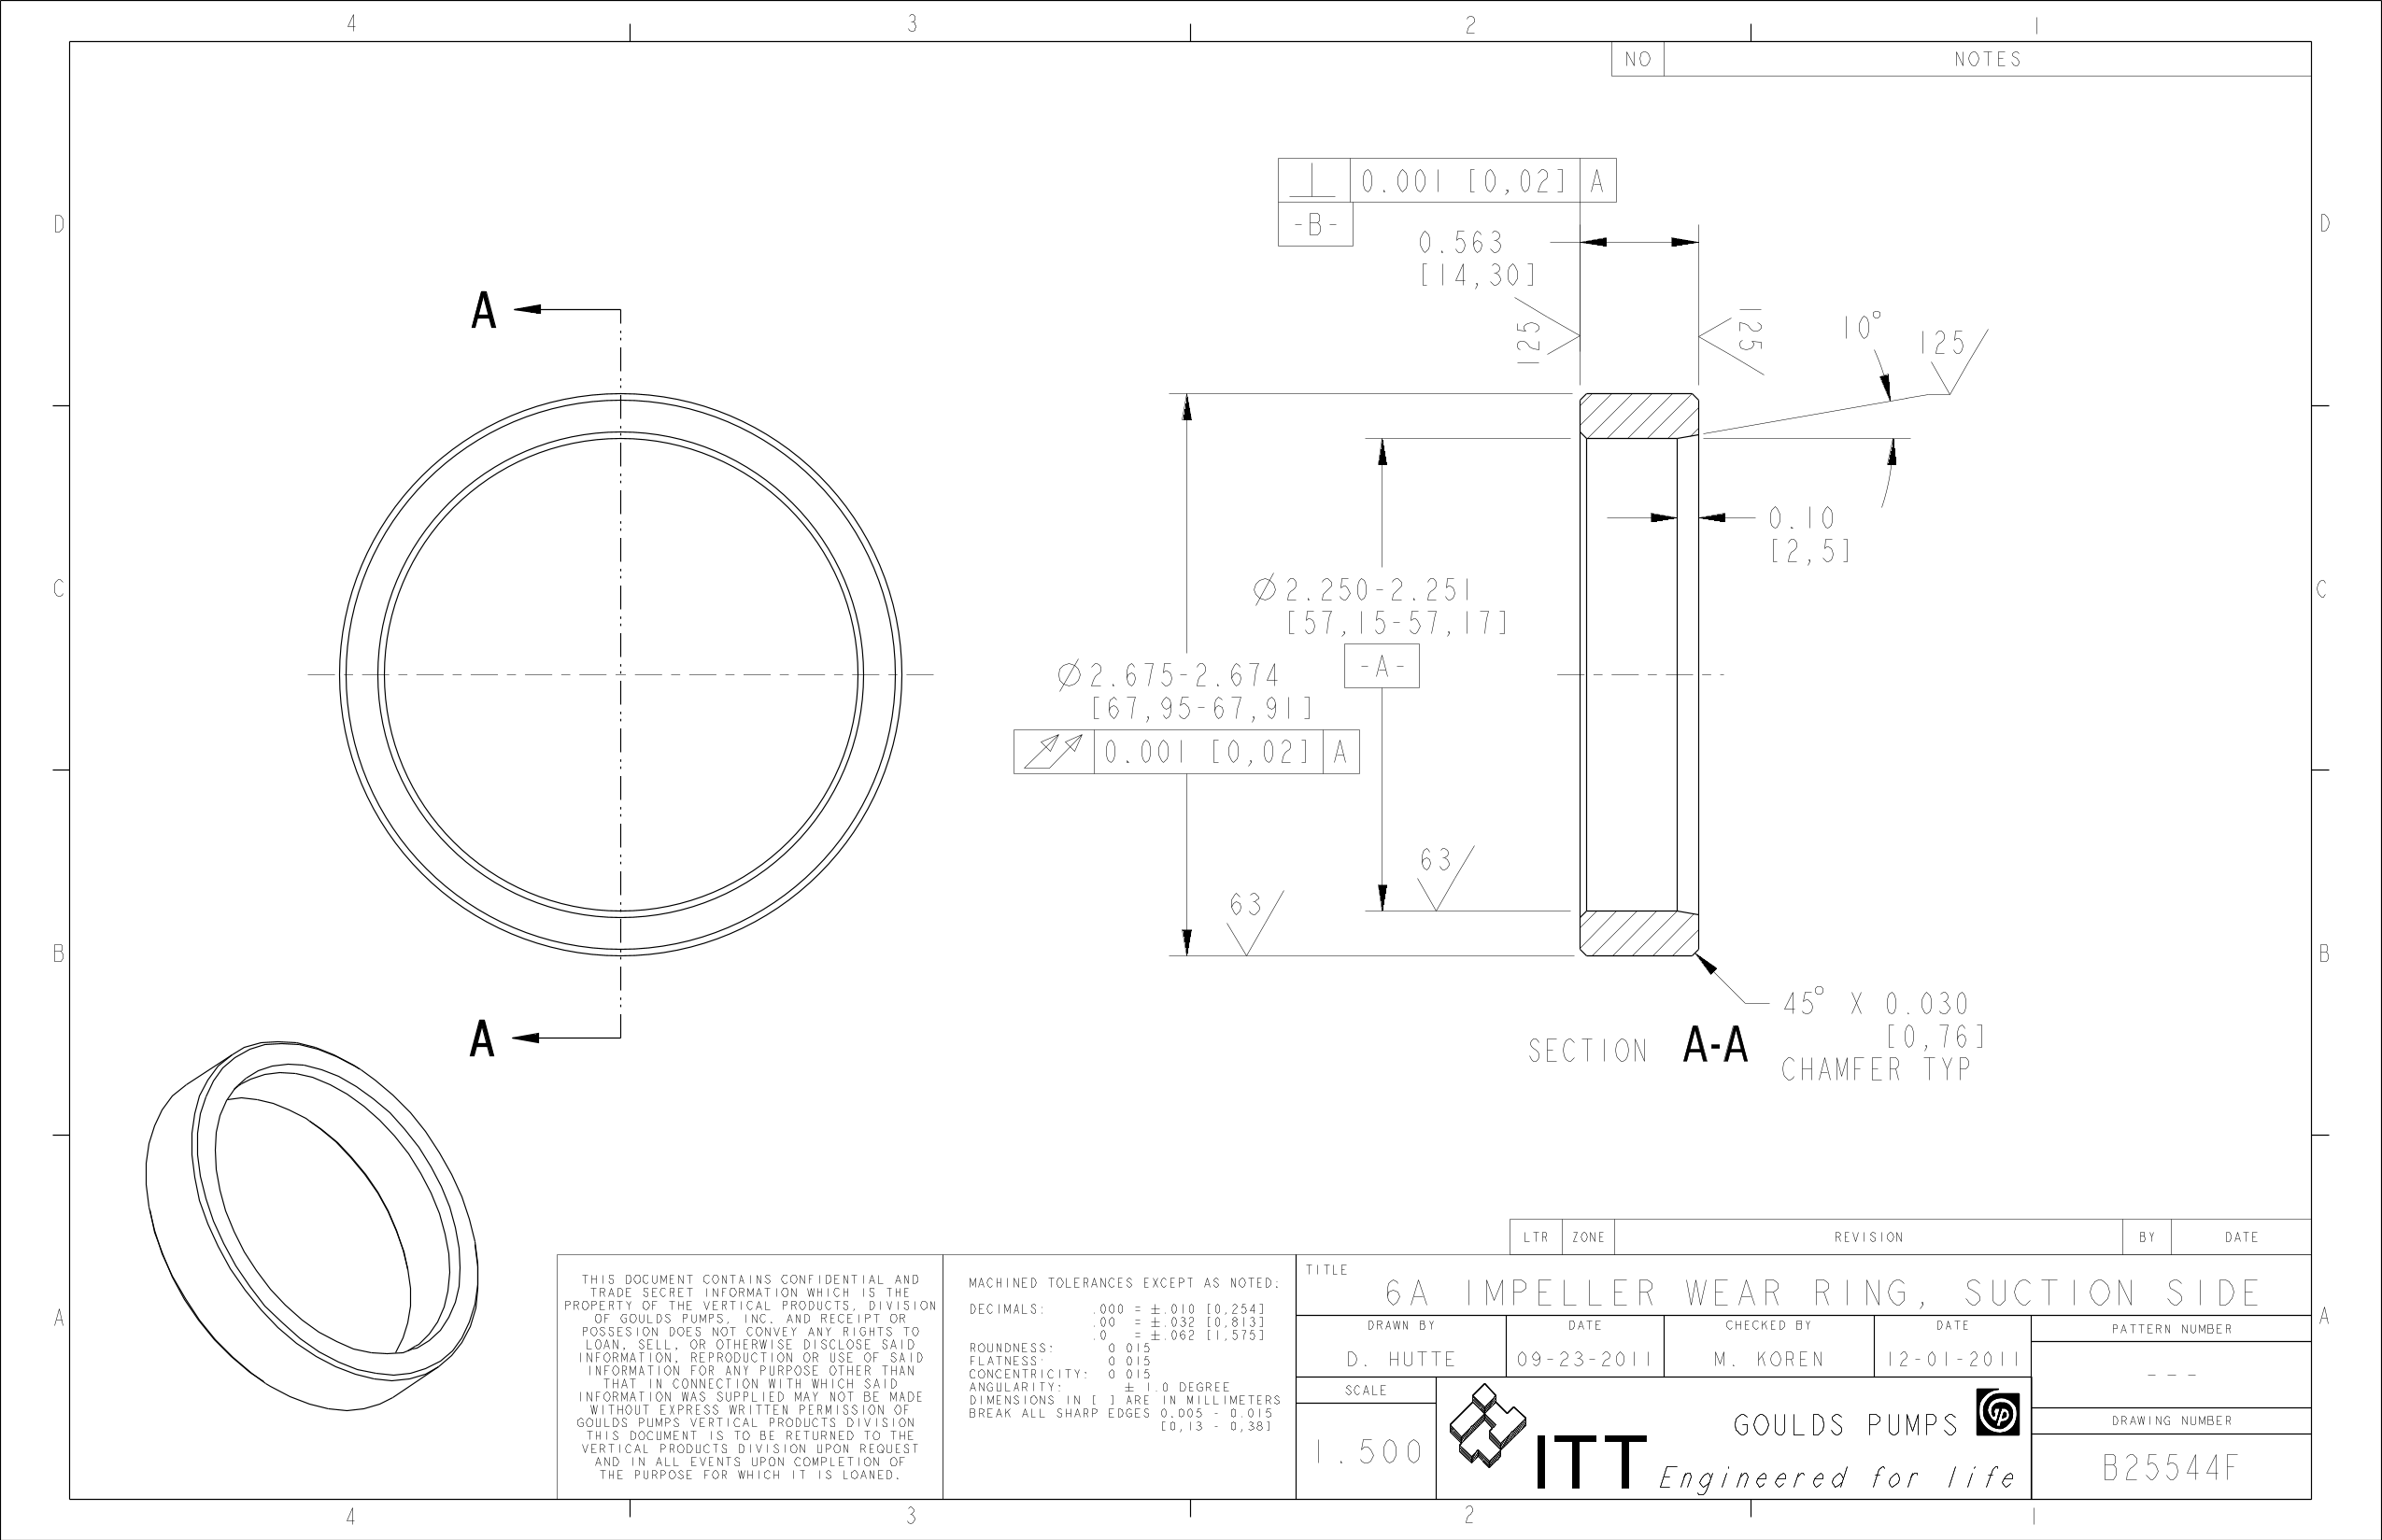 4 3 2 1
NO NOTES
D D
⊥ 0.001 [0,02] A
-B-
0.563
[14,30]
125
125
10°
125
A
0.10
[2,5]
C C
Ø2.250-2.251
[57,15-57,17]
-A-
Ø2.675-2.674
[67,95-67,91]
0.001 [0,02] A
63
63
B B
45° X 0.030
[0,76]
CHAMFER TYP
SECTION A-A
A
LTR ZONE REVISION BY DATE
A A
THIS DOCUMENT CONTAINS CONFIDENTIAL AND
TRADE SECRET INFORMATION WHICH IS THE
PROPERTY OF THE VERTICAL PRODUCTS, DIVISION
OF GOULDS PUMPS, INC. AND RECEIPT OR
POSSESION DOES NOT CONVEY ANY RIGHTS TO
LOAN, SELL, OR OTHERWISE DISCLOSE SAID
INFORMATION, REPRODUCTION OR USE OF SAID
INFORMATION FOR ANY PURPOSE OTHER THAN
THAT IN CONNECTION WITH WHICH SAID
INFORMATION WAS SUPPLIED MAY NOT BE MADE
WITHOUT EXPRESS WRITTEN PERMISSION OF
GOULDS PUMPS VERTICAL PRODUCTS DIVISION
THIS DOCUMENT IS TO BE RETURNED TO THE
VERTICAL PRODUCTS DIVISION UPON REQUEST
AND IN ALL EVENTS UPON COMPLETION OF
THE PURPOSE FOR WHICH IT IS LOANED.
MACHINED TOLERANCES EXCEPT AS NOTED:
DECIMALS: .000 = ±.010 [0,254]
.00 = ±.032 [0,813]
.0 = ±.062 [1,575]
ROUNDNESS: 0.015
FLATNESS: 0.015
CONCENTRICITY: 0.015
ANGULARITY: ± 1.0 DEGREE
DIMENSIONS IN [ ] ARE IN MILLIMETERS
BREAK ALL SHARP EDGES 0.005 - 0.015
[0,13 - 0,38]
TITLE
6A IMPELLER WEAR RING, SUCTION SIDE
DRAWN BY DATE CHECKED BY DATE PATTERN NUMBER
D. HUTTE 09-23-2011 M. KOREN 12-01-2011 ---
SCALE
1.500
ITT
GOULDS PUMPS gp
Engineered for life
DRAWING NUMBER
B25544F
4 3 2 1